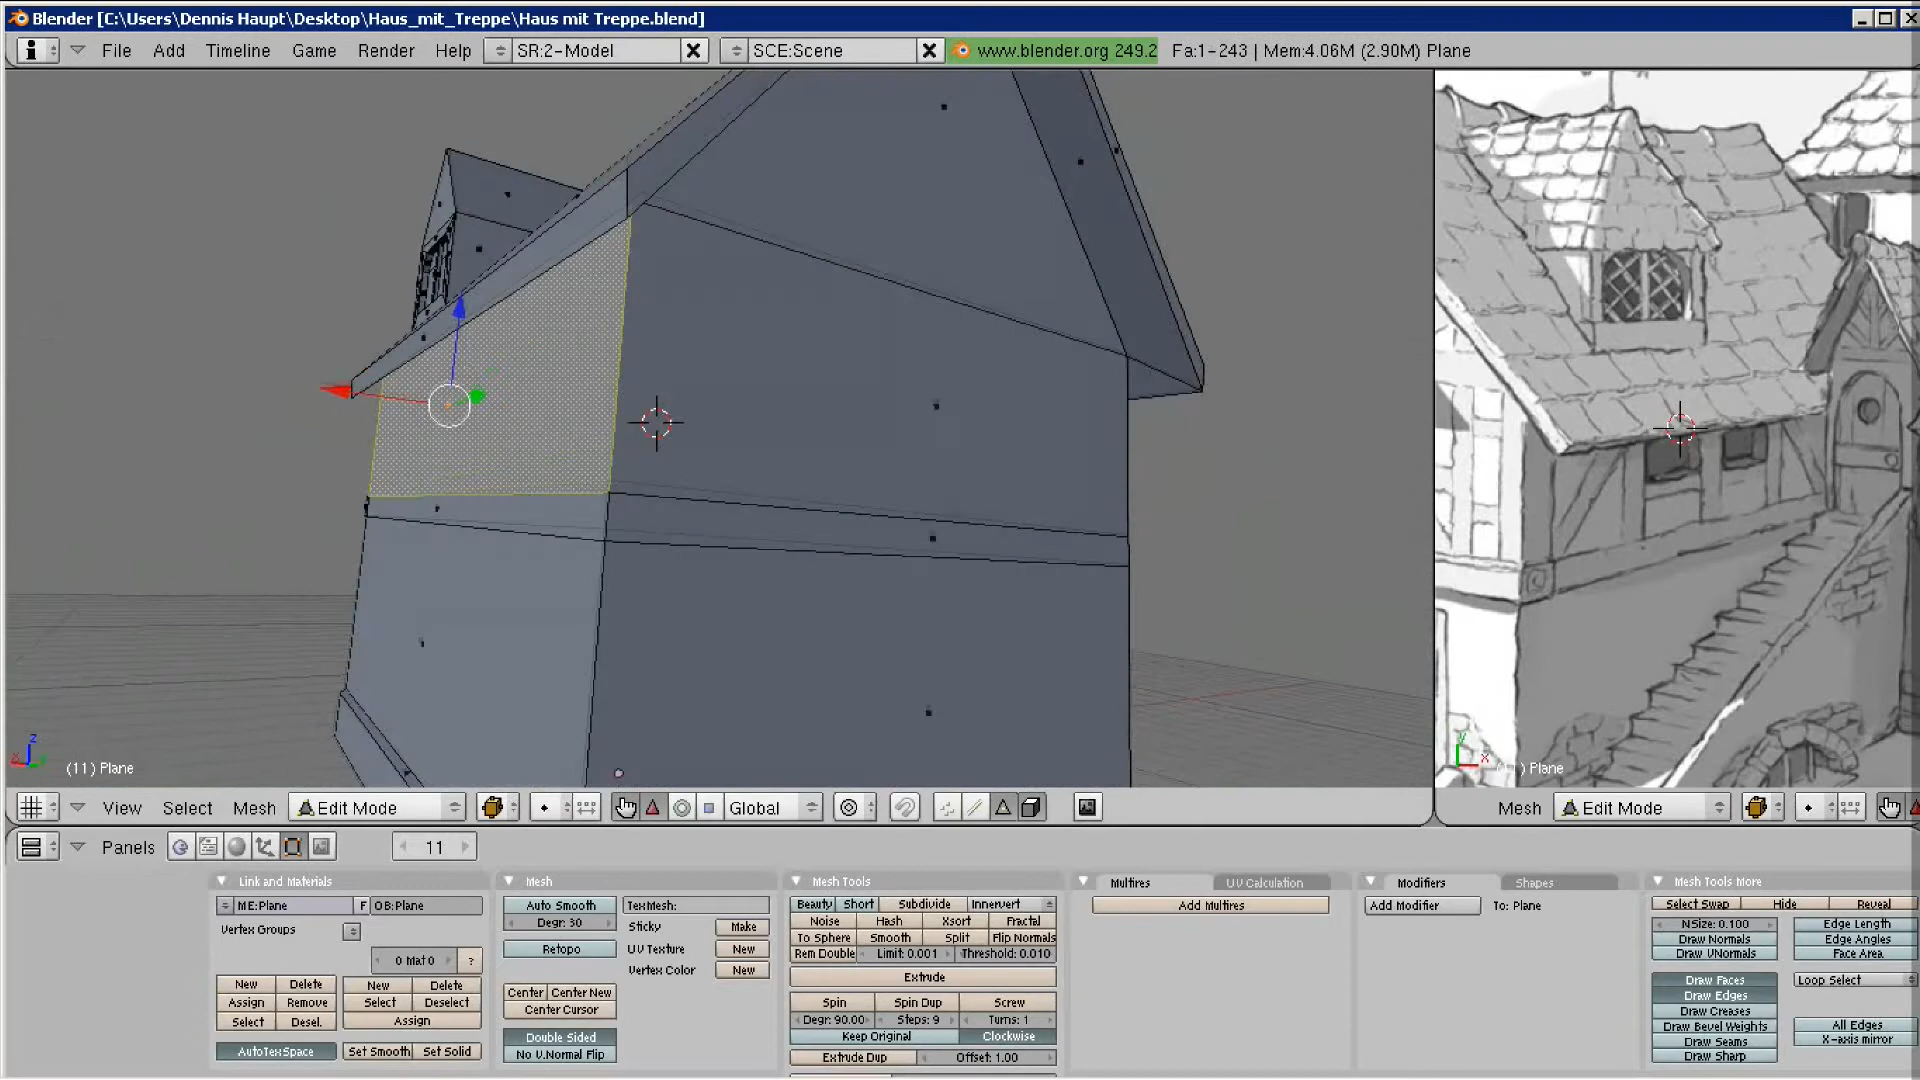 Blender [C:\Users\Dennis Haupt\Desktop\Haus_mit_Treppe\Haus mit Treppe.blend]
File Add Timeline Game Render Help SR:2-Model SCE:Scene www.blender.org 249.2 Fa:1-243 | Mem:4.06M (2.90M) Plane
(11) Plane
) Plane
View Select Mesh Edit Mode Global
Mesh Edit Mode
Panels 11
Link and Materials
ME:Plane F OB:Plane
Vertex Groups
0 Mat 0 ?
New Delete New Delete
Assign Remove Select Deselect
Select Desel. Assign
AutoTexSpace Set Smooth Set Solid
Mesh
Auto Smooth TexMesh:
Degr: 30 Sticky Make
Retopo UV Texture New
Vertex Color New
Center Center New
Center Cursor
Double Sided
No V.Normal Flip
Mesh Tools
Beauty Short Subdivide Innervert
Noise Hash Xsort Fractal
To Sphere Smooth Split Flip Normals
Rem Double Limit: 0.001 Threshold: 0.010
Extrude
Spin Spin Dup Screw
Degr: 90.00 Steps: 9 Turns: 1
Keep Original Clockwise
Extrude Dup Offset: 1.00
Multires UV Calculation
Add Multires
Modifiers Shapes
Add Modifier To: Plane
Mesh Tools More
Select Swap Hide Reveal
NSize: 0.100 Edge Length
Draw Normals Edge Angles
Draw VNormals Face Area
Draw Faces Loop Select
Draw Edges
Draw Creases
Draw Bevel Weights All Edges
Draw Seams X-axis mirror
Draw Sharp